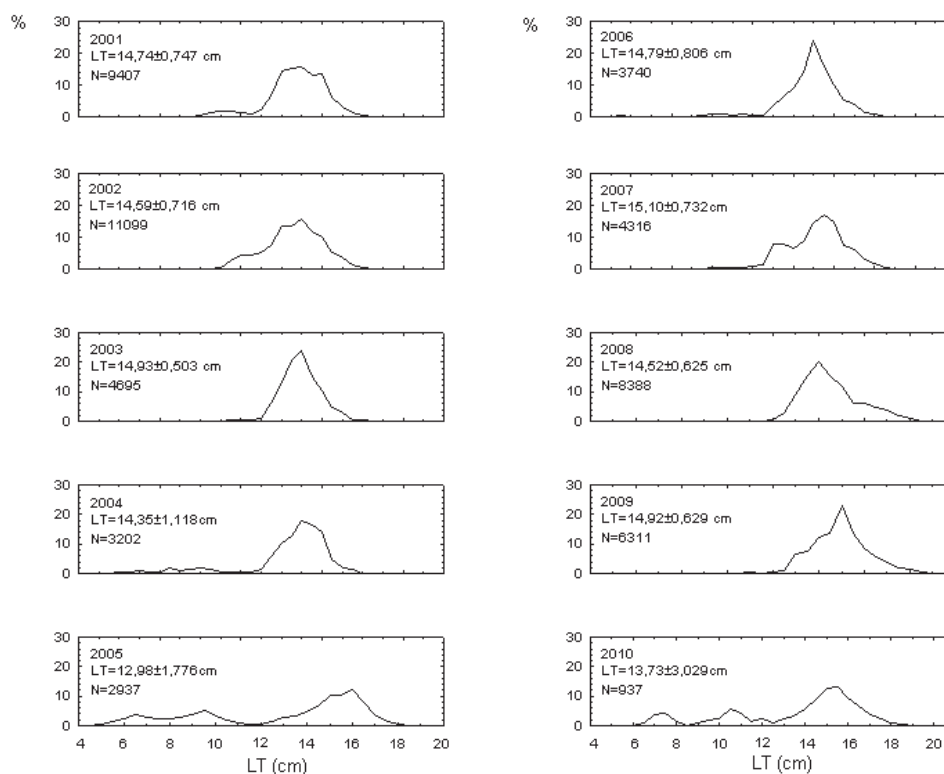 %
30
20
10
0
2001
LT=14,74±0,747 cm
N=9407
30
20
10
0
2002
LT=14,59±0,716 cm
N=11099
30
20
10
0
2003
LT=14,93±0,503 cm
N=4695
30
20
10
0
2004
LT=14,35±1,118cm
N=3202
30
20
10
0
2005
LT=12,98±1,776cm
N=2937
4 6 8 10 12 14 16 18 20
LT (cm)
%
30
20
10
0
2006
LT=14,79±0,806 cm
N=3740
30
20
10
0
2007
LT=15,10±0,732cm
N=4316
30
20
10
0
2008
LT=14,52±0,625 cm
N=8388
30
20
10
0
2009
LT=14,92±0,629 cm
N=6311
30
20
10
0
2010
LT=13,73±3,029cm
N=937
4 6 8 10 12 14 16 18 20
LT (cm)